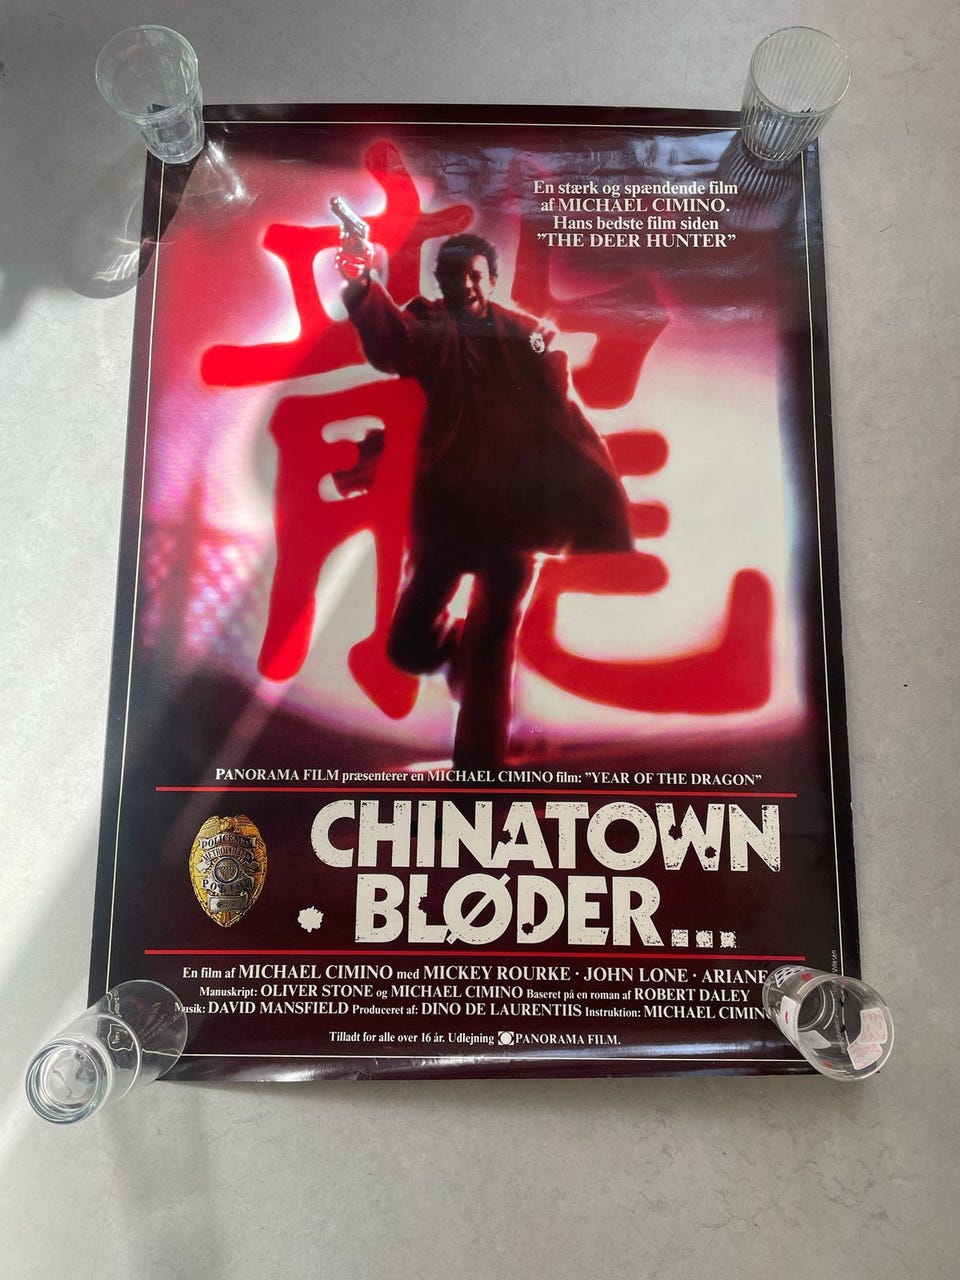 龍
En stærk og spændende film
af MICHAEL CIMINO.
Hans bedste film siden
”THE DEER HUNTER”
PANORAMA FILM præsenterer en MICHAEL CIMINO film: ”YEAR OF THE DRAGON”
POLICE
METROPOLITAN
CHINATOWN
BLØDER...
En film af MICHAEL CIMINO med MICKEY ROURKE · JOHN LONE · ARIANE
Manuskript: OLIVER STONE og MICHAEL CIMINO Baseret på en roman af ROBERT DALEY
Musik: DAVID MANSFIELD Produceret af: DINO DE LAURENTIIS Instruktion: MICHAEL CIMINO
Tilladt for alle over 16 år. Udlejning PANORAMA FILM.